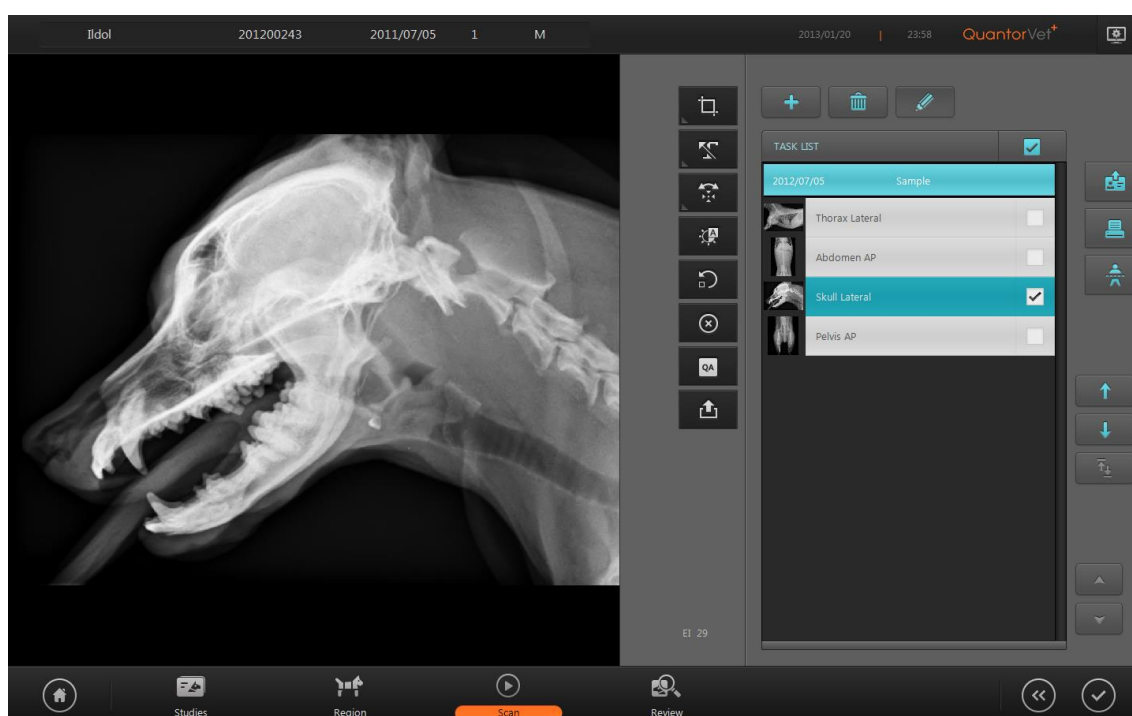 Ildol 201200243 2011/07/05 1 M 2013/01/20 | 23:58 QuantorVet+
TASK LIST
2012/07/05 Sample
Thorax Lateral
Abdomen AP
Skull Lateral
Pelvis AP
A
QA
EI 29
Studies Region Scan Review